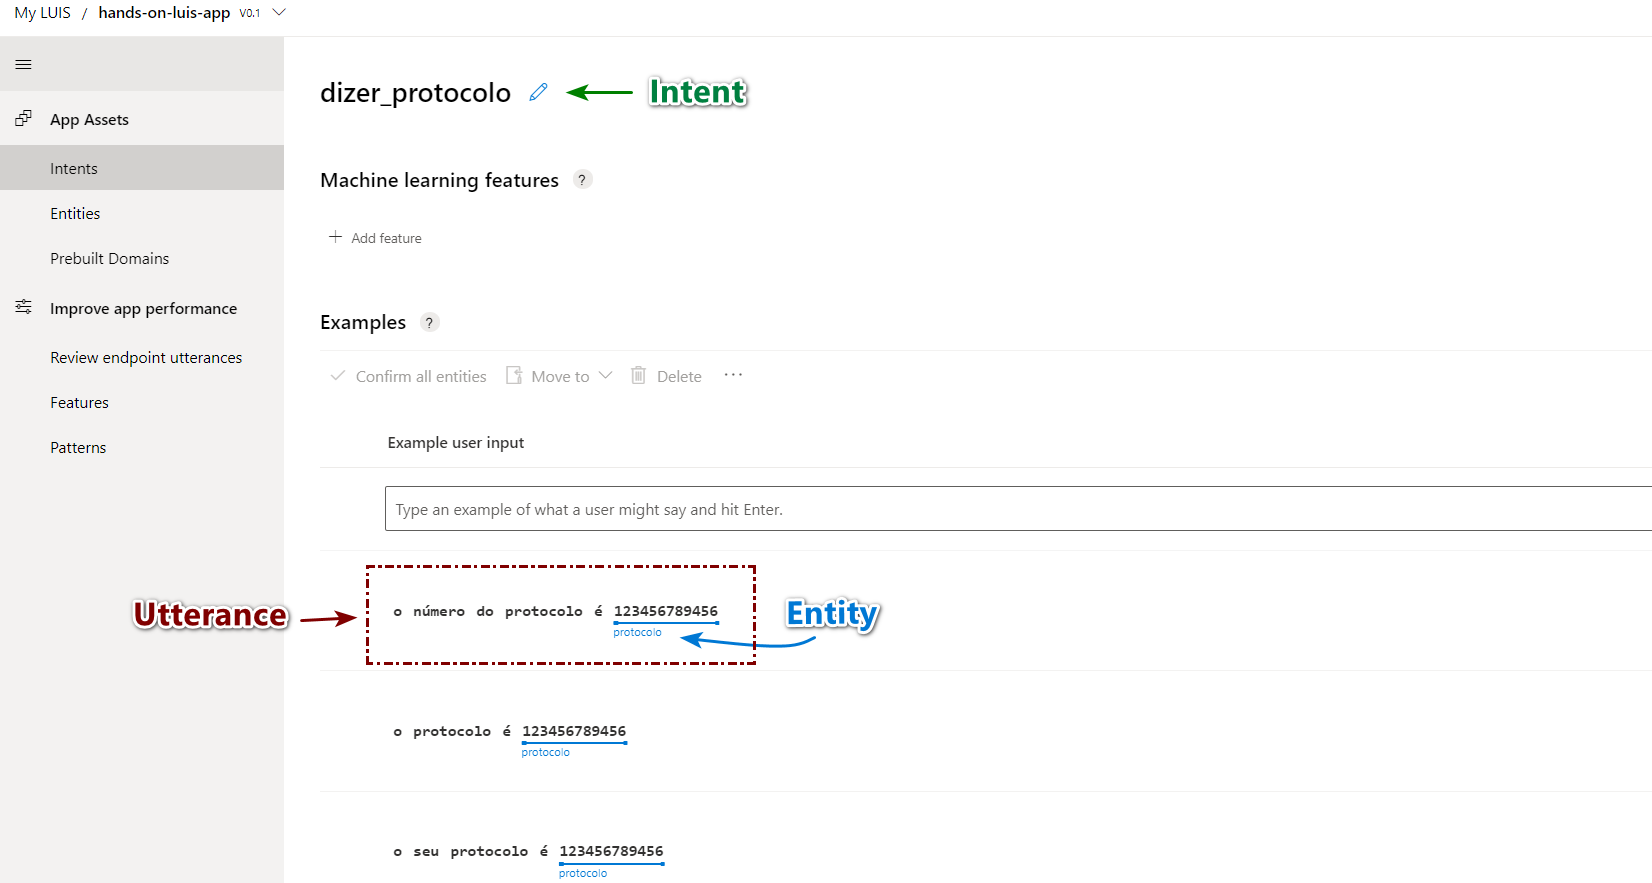 My LUIS / hands-on-luis-app V0.1
dizer_protocolo
Intent
App Assets
Intents
Entities
Prebuilt Domains
Improve app performance
Review endpoint utterances
Features
Patterns
Machine learning features ?
+ Add feature
Examples ?
Confirm all entities Move to Delete ...
Example user input
Type an example of what a user might say and hit Enter.
Utterance
o número do protocolo é 123456789456
protocolo
Entity
o protocolo é 123456789456
protocolo
o seu protocolo é 123456789456
protocolo